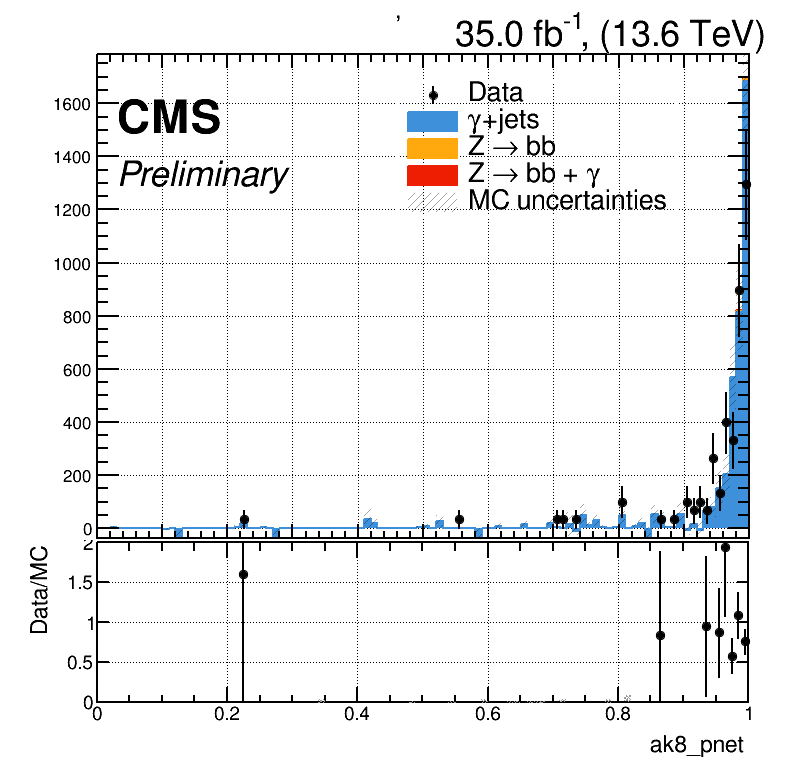 ,
35.0 fb⁻¹, (13.6 TeV)
CMS
Preliminary
Data
γ+jets
Z → bb
Z → bb + γ
MC uncertainties
1600
1400
1200
1000
800
600
400
200
0
Data/MC
2
1.5
1
0.5
0
0 0.2 0.4 0.6 0.8 1
ak8_pnet